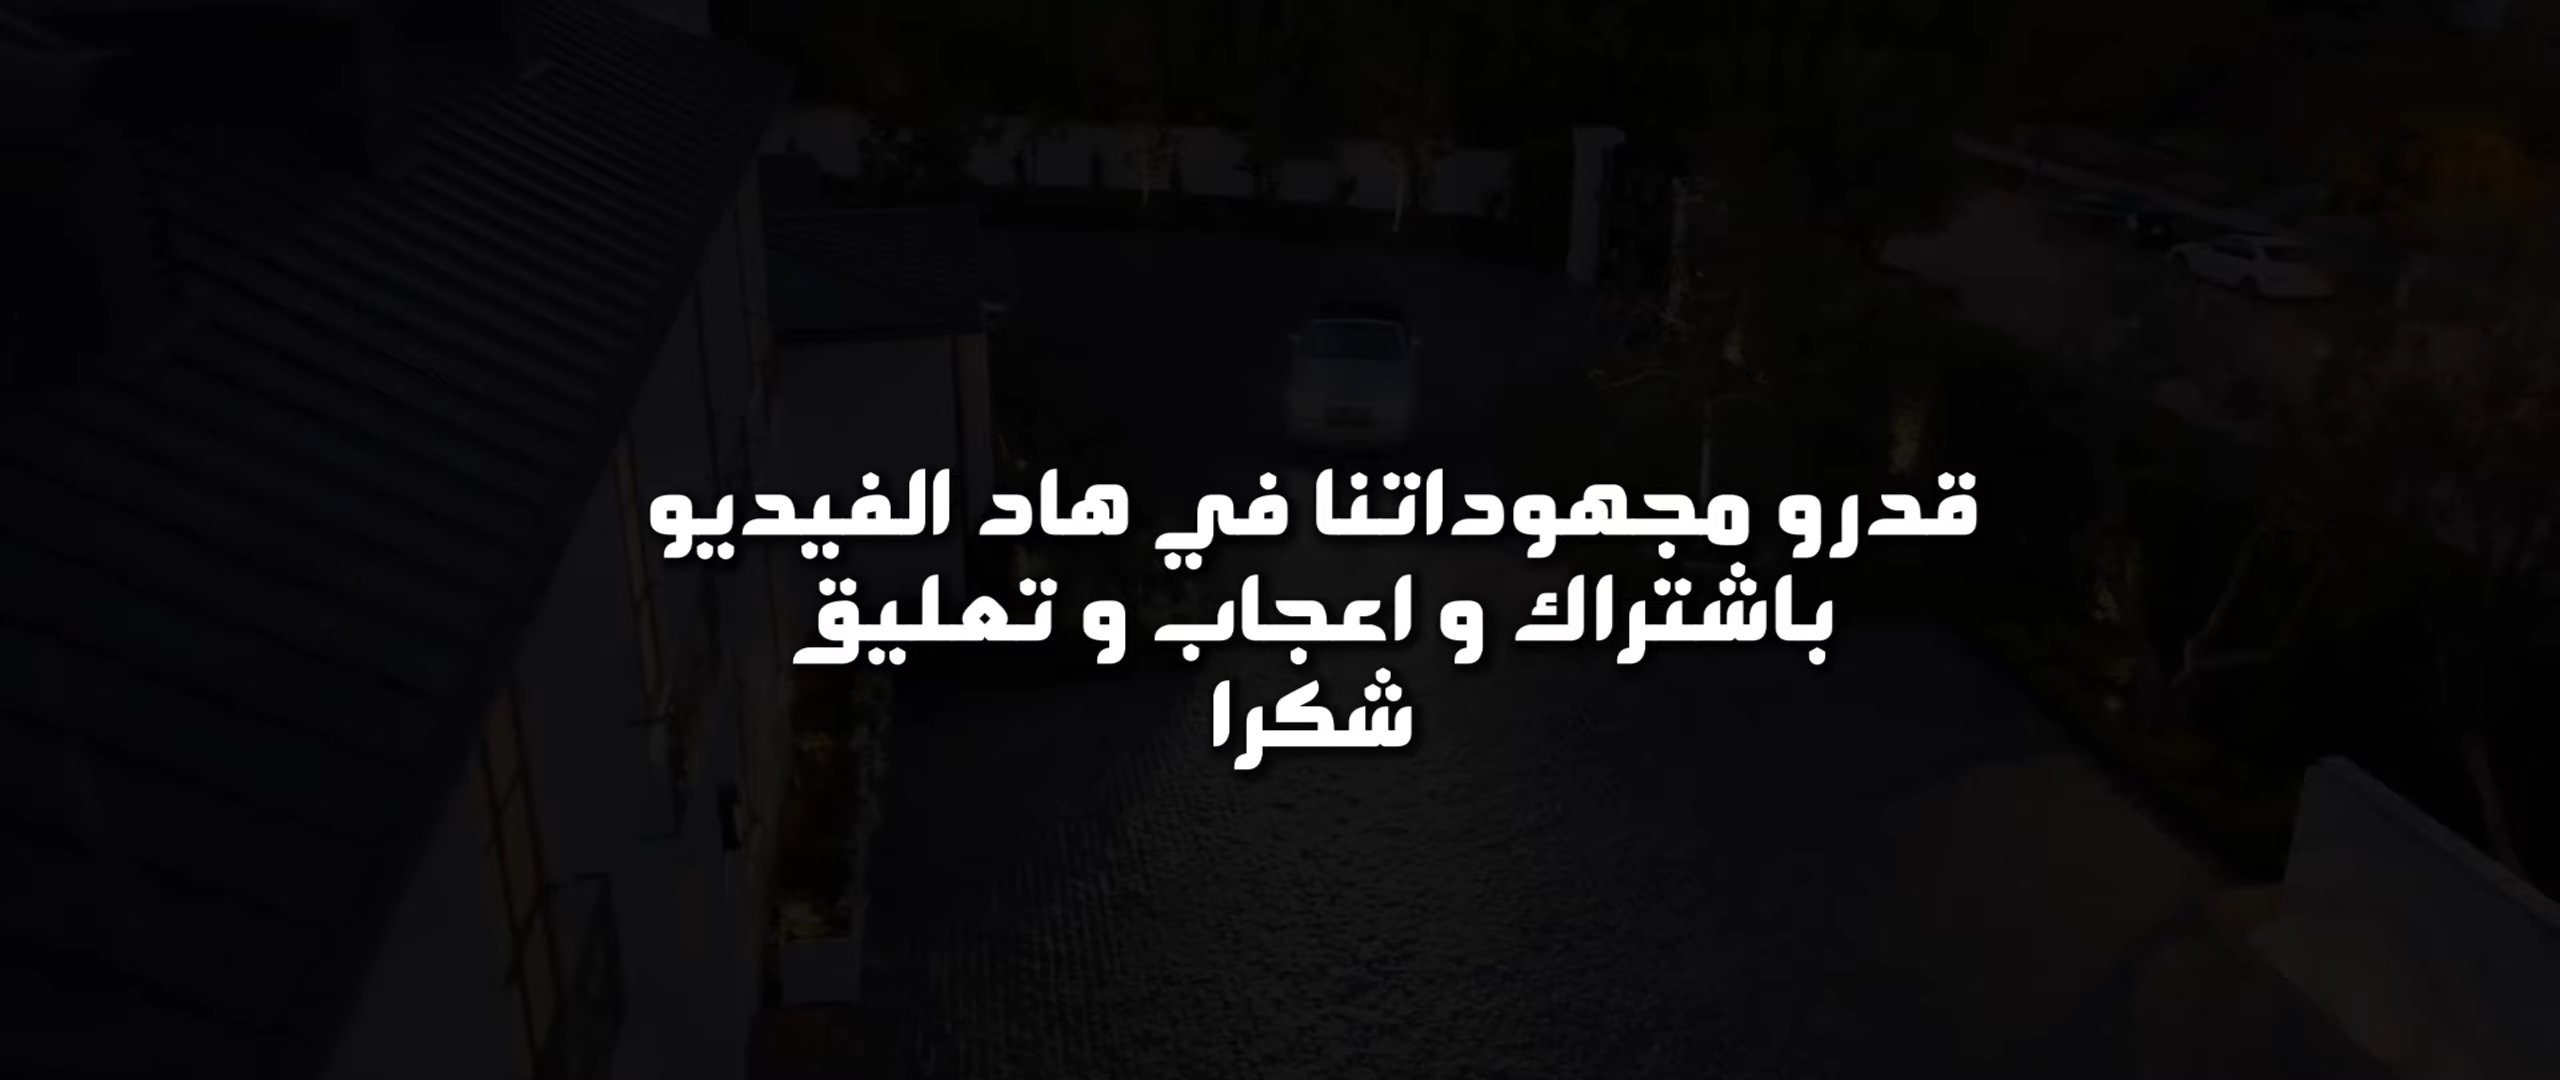 قدرو مجهوداتنا في هاد الفيديو
باشتراك و اعجاب و تعليق
شكرا